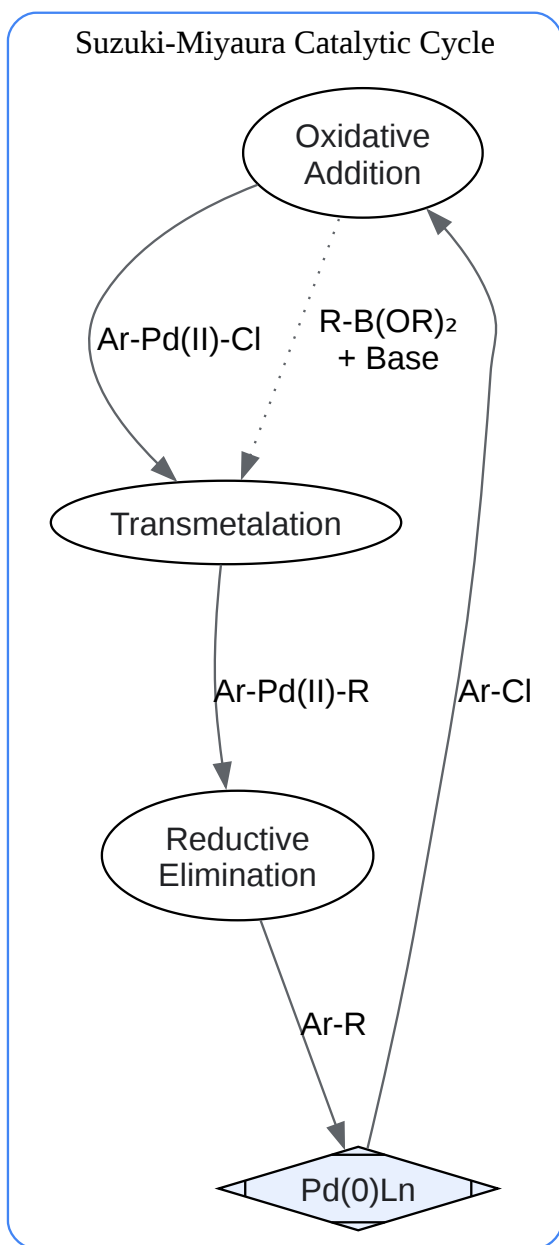 Suzuki-Miyaura Catalytic Cycle
Oxidative
Addition
Ar-Pd(II)-Cl
R-B(OR)₂
+ Base
Transmetalation
Ar-Pd(II)-R
Ar-Cl
Reductive
Elimination
Ar-R
Pd(0)Ln